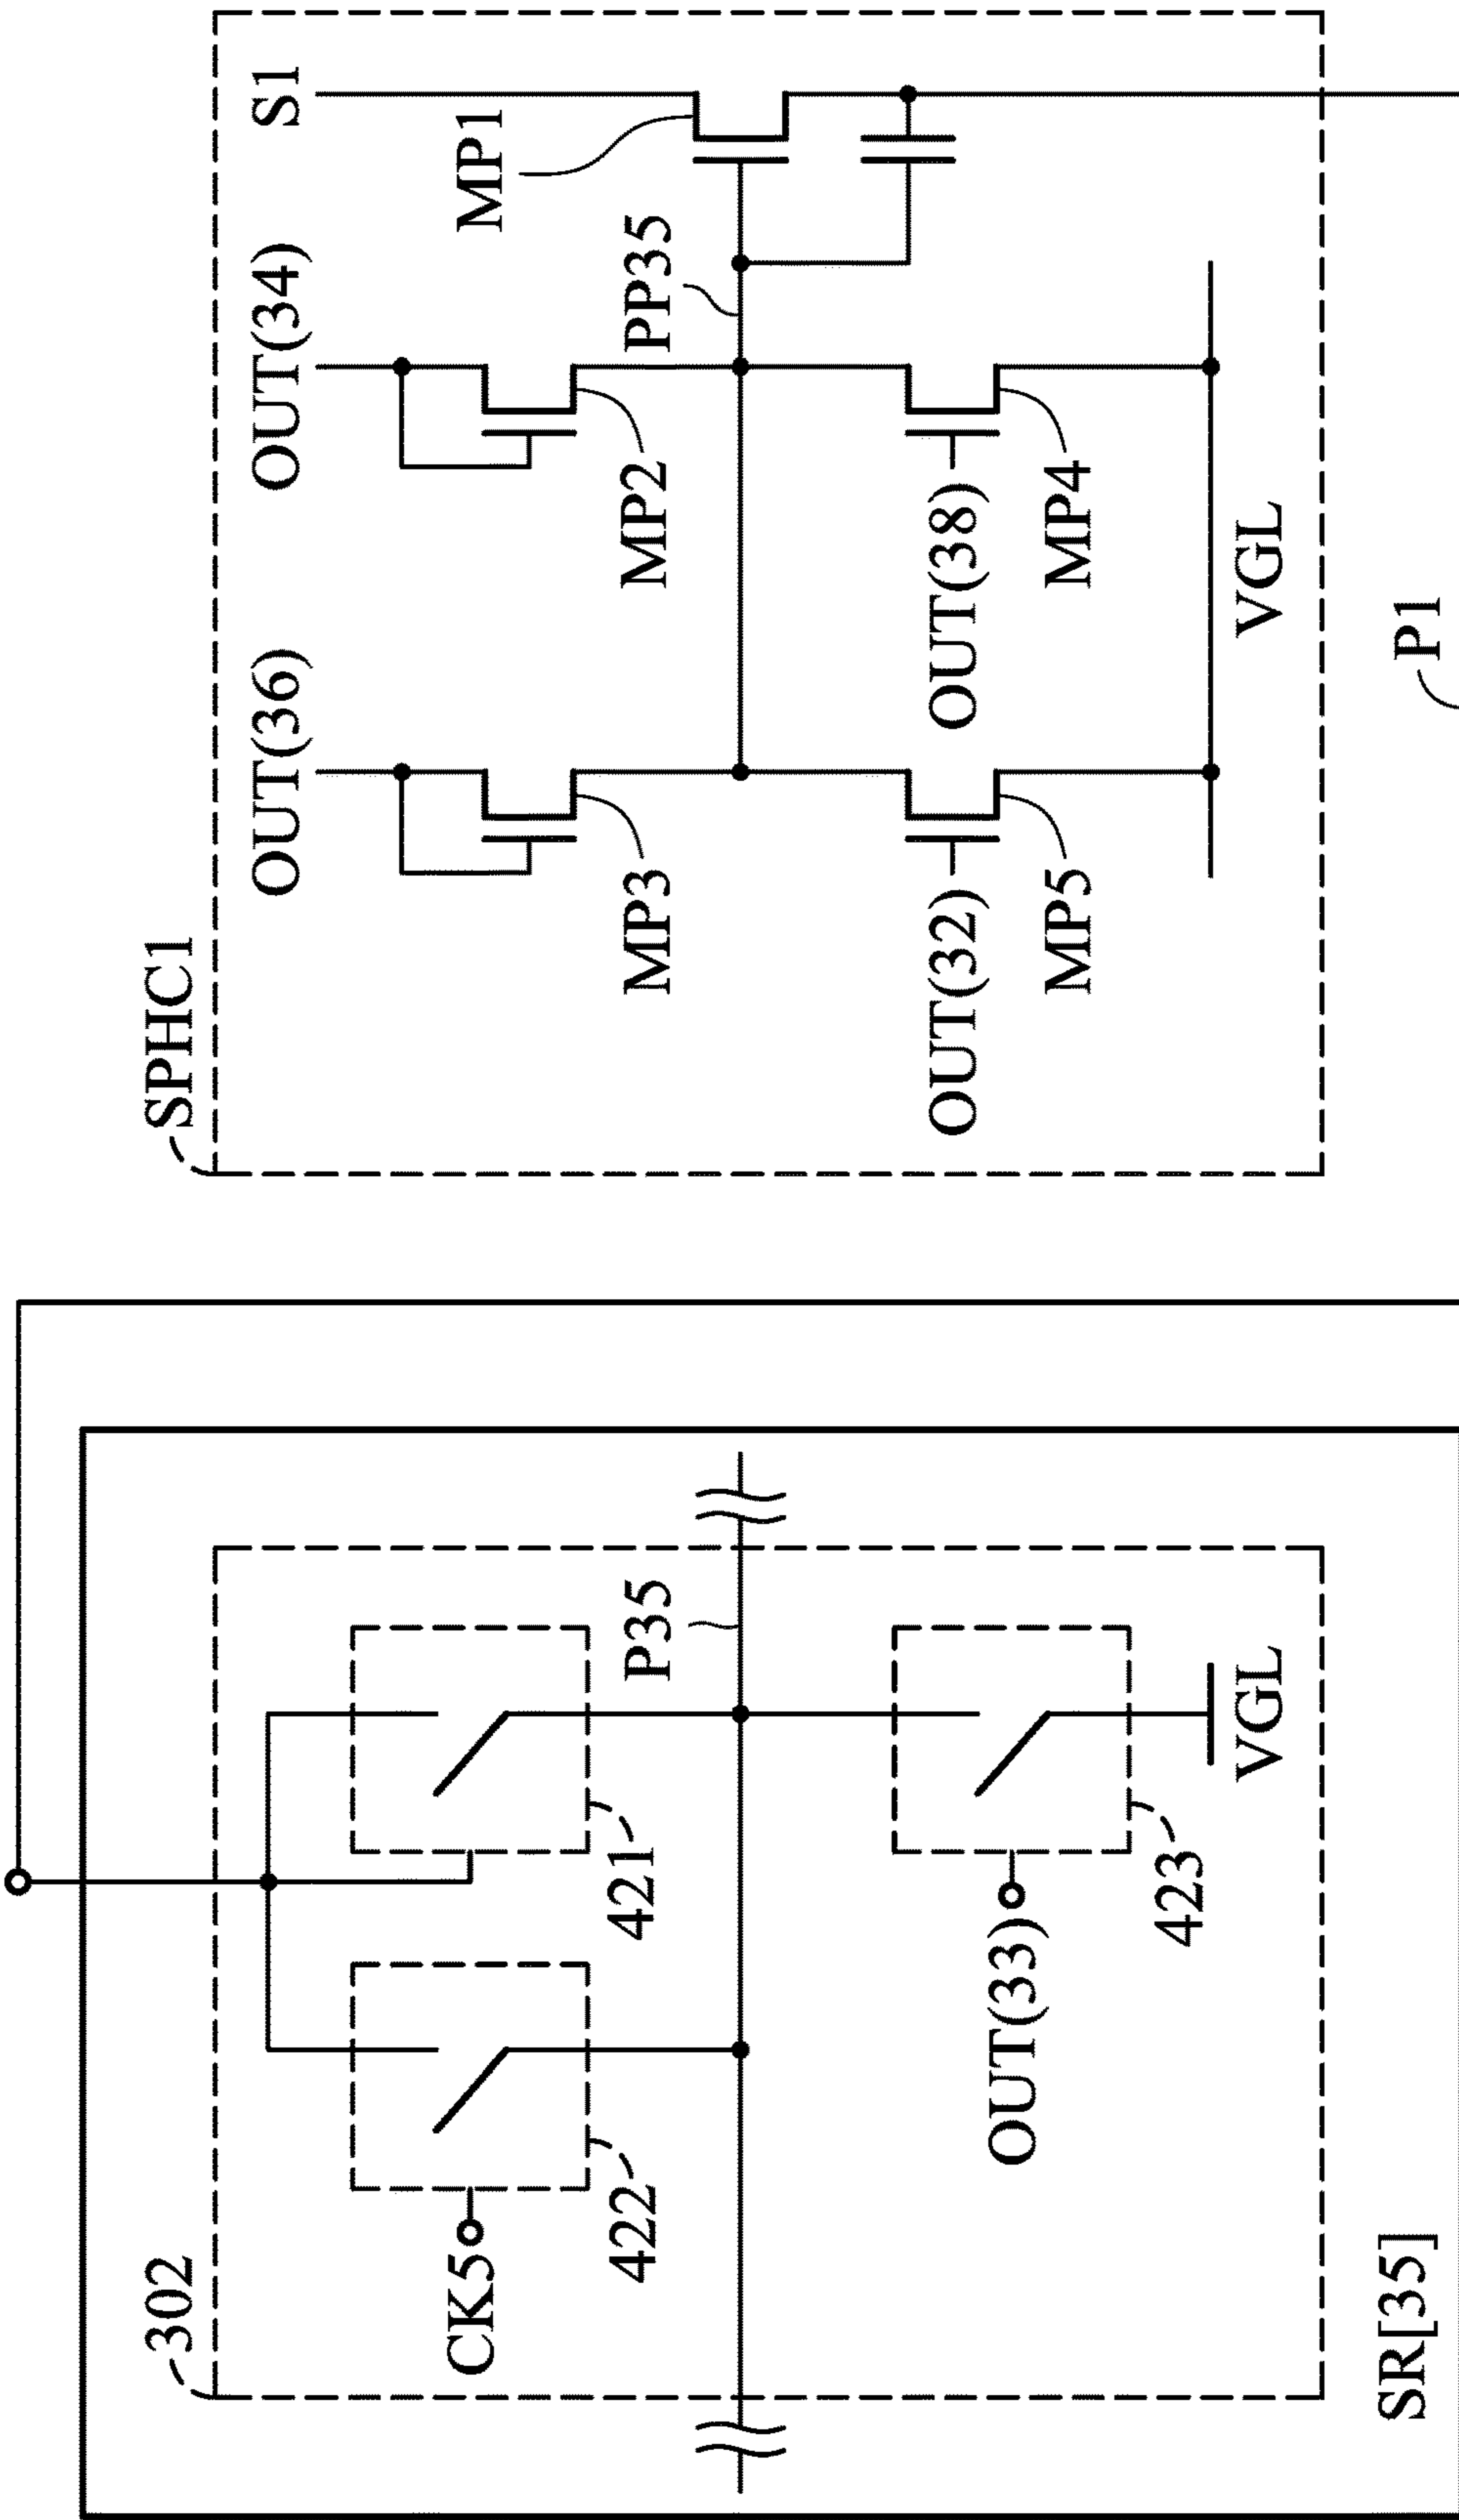 302
CK5
422
421
P35
OUT(33)
423
VGL
SR[35]
SPHC1
OUT(36)
OUT(34)
S1
MP3
MP2
PP35
MP1
OUT(32)
OUT(38)
MP5
MP4
VGL
P1